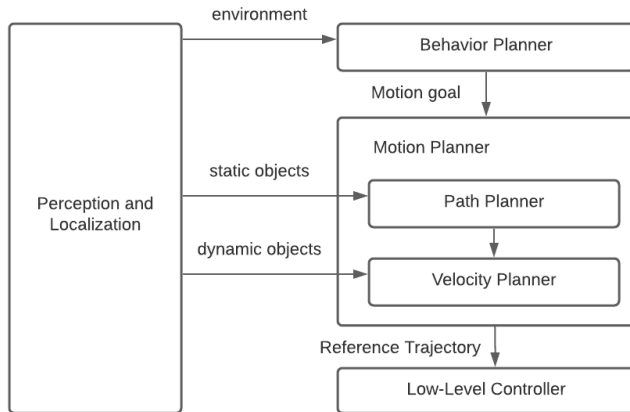 environment
Behavior Planner
Motion goal
Motion Planner
static objects
Path Planner
Perception and
Localization
dynamic objects
Velocity Planner
Reference Trajectory
Low-Level Controller